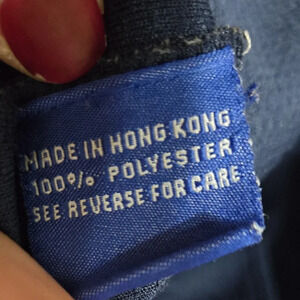 MADE IN HONG KONG
100% POLYESTER
SEE REVERSE FOR CARE